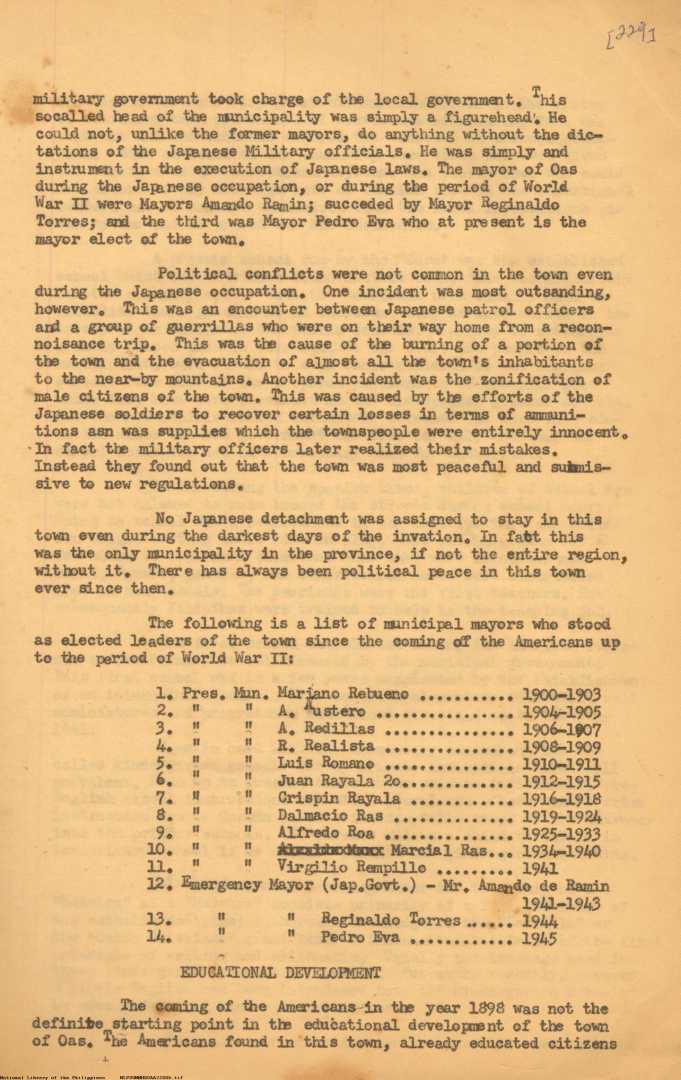 [229]
military government took charge of the local government. This
socalled head of the municipality was simply a figurehead. He
could not, unlike the former mayors, do anything without the dic-
tations of the Japanese Military officials. He was simply and
instrument in the execution of Japanese laws. The mayor of Oas
during the Japanese occupation, or during the period of World
War II were Mayors Amando Ramin; succeded by Mayor Reginaldo
Torres; and the third was Mayor Pedro Eva who at present is the
mayor elect of the town.
Political conflicts were not common in the town even
during the Japanese occupation. One incident was most outsanding,
however. This was an encounter between Japanese patrol officers
and a group of guerrillas who were on their way home from a recon-
noisance trip. This was the cause of the burning of a portion of
the town and the evacuation of almost all the town's inhabitants
to the near-by mountains. Another incident was the zonification of
male citizens of the town. This was caused by the efforts of the
Japanese soldiers to recover certain losses in terms of ammuni-
tions asn was supplies which the townspeople were entirely innocent.
In fact the military officers later realized their mistakes.
Instead they found out that the town was most peaceful and submis-
sive to new regulations.
No Japanese detachment was assigned to stay in this
town even during the darkest days of the invation. In fact this
was the only municipality in the province, if not the entire region,
without it. There has always been political peace in this town
ever since then.
The following is a list of municipal mayors who stood
as elected leaders of the town since the coming of the Americans up
to the period of World War II:
1. Pres. Mun. Mariano Rebueno ........... 1900-1903
2. " " A. Austero ................ 1904-1905
3. " " A. Redillas ............... 1906-1907
4. " " R. Realista ............... 1908-1909
5. " " Luis Romano ............... 1910-1911
6. " " Juan Rayala 2o............. 1912-1915
7. " " Crispin Rayala ............ 1916-1918
8. " " Dalmacio Ras .............. 1919-1924
9. " " Alfredo Roa ............... 1925-1933
10. " " Marcial Ras... 1934-1940
11. " " Virgilio Rempillo ......... 1941
12. Emergency Mayor (Jap.Govt.) - Mr. Amando de Ramin
1941-1943
13. " " Reginaldo Torres ...... 1944
14. " " Pedro Eva ............ 1945
EDUCATIONAL DEVELOPMENT
The coming of the Americans in the year 1898 was not the
definite starting point in the educational development of the town
of Oas. The Americans found in this town, already educated citizens
National Library of the Philippines